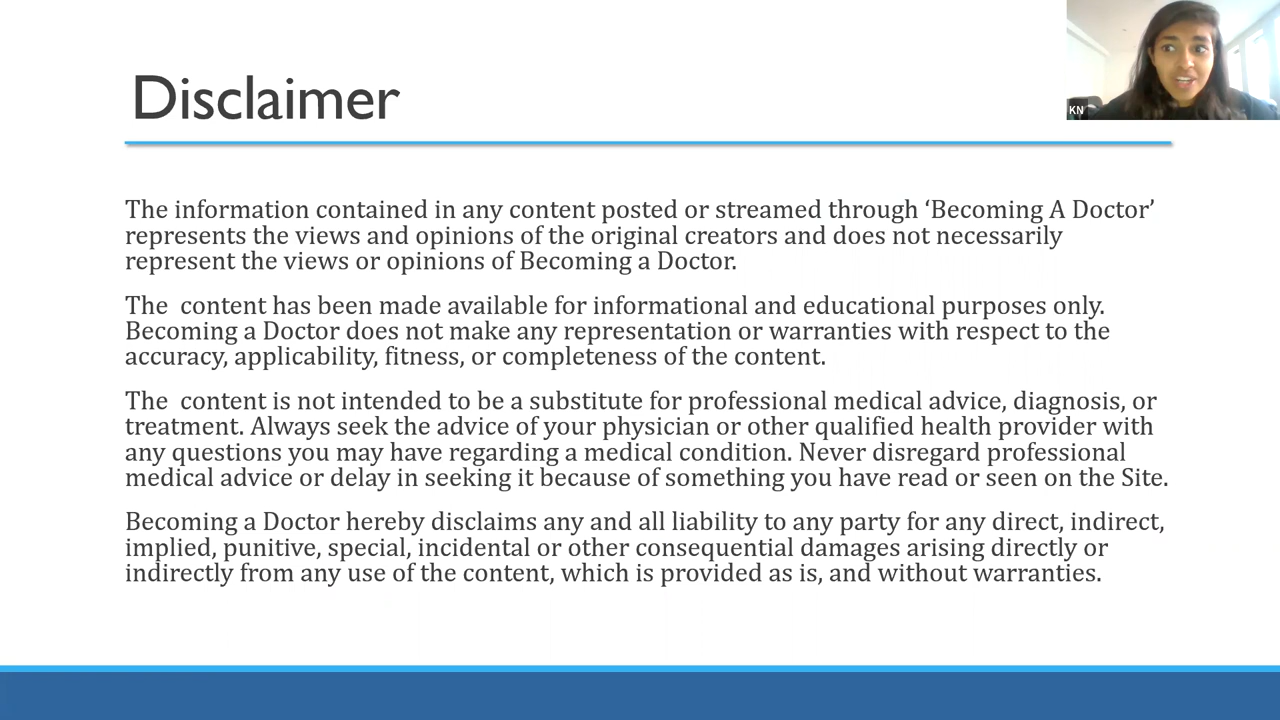 Disclaimer
KN
The information contained in any content posted or streamed through ‘Becoming A Doctor’
represents the views and opinions of the original creators and does not necessarily
represent the views or opinions of Becoming a Doctor.
The  content has been made available for informational and educational purposes only.
Becoming a Doctor does not make any representation or warranties with respect to the
accuracy, applicability, fitness, or completeness of the content.
The  content is not intended to be a substitute for professional medical advice, diagnosis, or
treatment. Always seek the advice of your physician or other qualified health provider with
any questions you may have regarding a medical condition. Never disregard professional
medical advice or delay in seeking it because of something you have read or seen on the Site.
Becoming a Doctor hereby disclaims any and all liability to any party for any direct, indirect,
implied, punitive, special, incidental or other consequential damages arising directly or
indirectly from any use of the content, which is provided as is, and without warranties.